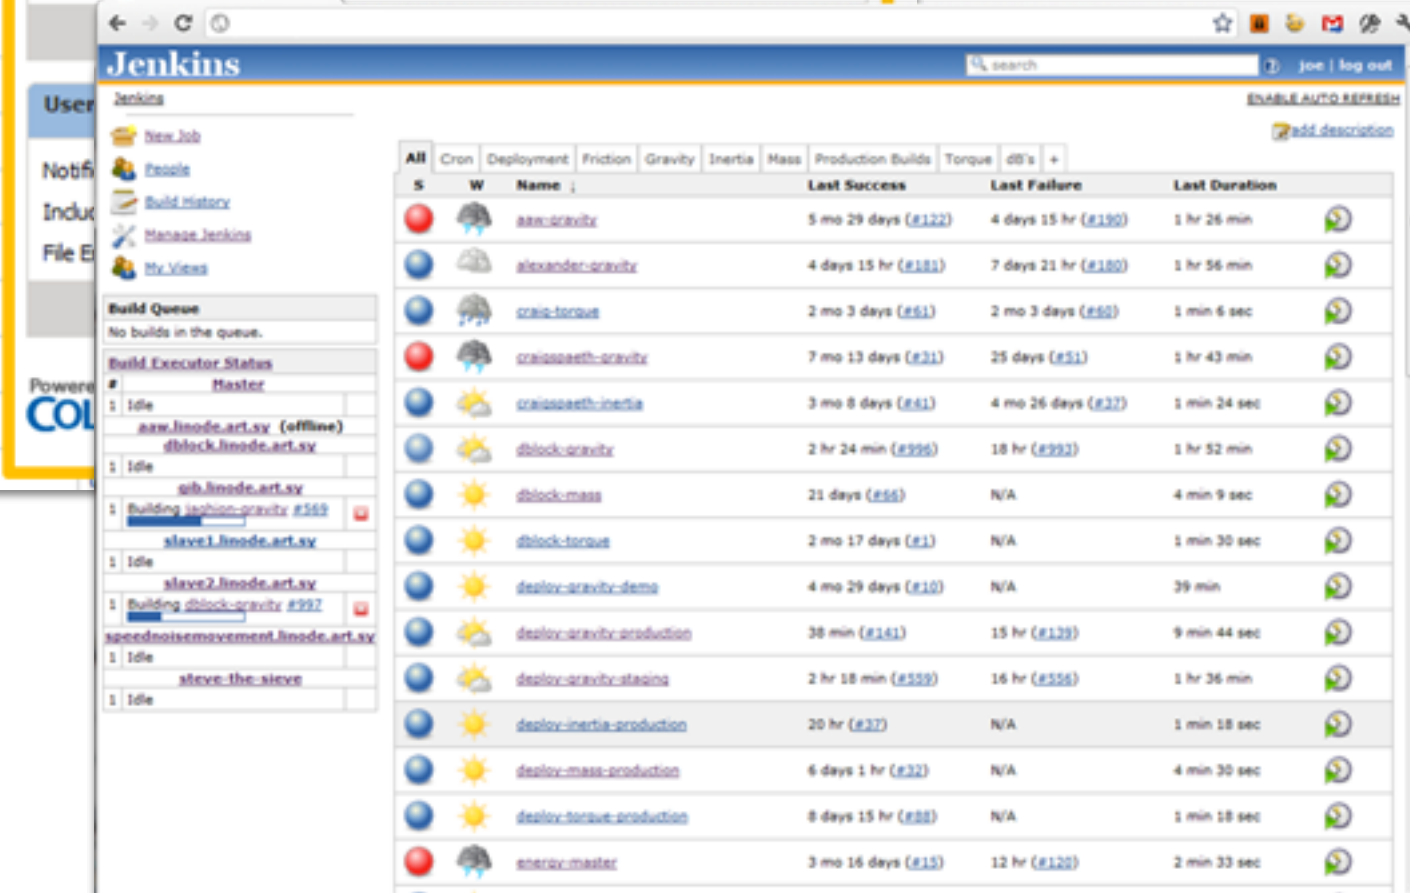 User
Notifi
Includ
File E
Powere
COL
Jenkins
search
joe | log out
Jenkins
ENABLE AUTO REFRESH
add description
New Job
People
Build History
Manage Jenkins
My Views
Build Queue
No builds in the queue.
Build Executor Status
# Master
1 Idle
aaw.linode.art.sy (offline)
dblock.linode.art.sy
1 Idle
gib.linode.art.sy
1 Building jaghion-gravity #569
slave1.linode.art.sy
1 Idle
slave2.linode.art.sy
1 Building dblock-gravity #997
speednoisemovement.linode.art.sy
1 Idle
steve-the-sieve
1 Idle
All Cron Deployment Friction Gravity Inertia Mass Production Builds Torque dB's +
S W Name ↓ Last Success Last Failure Last Duration
aaw-gravity 5 mo 29 days (#122) 4 days 15 hr (#190) 1 hr 26 min
alexander-gravity 4 days 15 hr (#181) 7 days 21 hr (#180) 1 hr 56 min
craig-torque 2 mo 3 days (#61) 2 mo 3 days (#60) 1 min 6 sec
craigspaeth-gravity 7 mo 13 days (#31) 25 days (#51) 1 hr 43 min
craigspaeth-inertia 3 mo 8 days (#41) 4 mo 26 days (#37) 1 min 24 sec
dblock-gravity 2 hr 24 min (#996) 18 hr (#993) 1 hr 52 min
dblock-mass 21 days (#66) N/A 4 min 9 sec
dblock-torque 2 mo 17 days (#1) N/A 1 min 30 sec
deploy-gravity-demo 4 mo 29 days (#10) N/A 39 min
deploy-gravity-production 38 min (#141) 15 hr (#139) 9 min 44 sec
deploy-gravity-staging 2 hr 18 min (#559) 16 hr (#556) 1 hr 36 min
deploy-inertia-production 20 hr (#37) N/A 1 min 18 sec
deploy-mass-production 6 days 1 hr (#32) N/A 4 min 30 sec
deploy-torque-production 8 days 15 hr (#88) N/A 1 min 18 sec
energy-master 3 mo 16 days (#15) 12 hr (#120) 2 min 33 sec